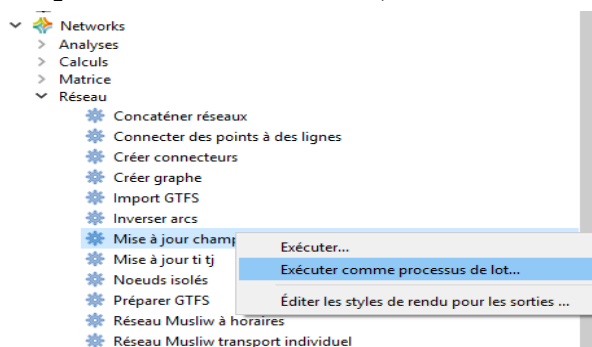 Networks
Analyses
Calculs
Matrice
Réseau
Concaténer réseaux
Connecter des points à des lignes
Créer connecteurs
Créer graphe
Import GTFS
Inverser arcs
Mise à jour champ
Exécuter...
Mise à jour ti tj
Exécuter comme processus de lot...
Noeuds isolés
Préparer GTFS
Éditer les styles de rendu pour les sorties ...
Réseau Musliw à horaires
Réseau Musliw transport individuel